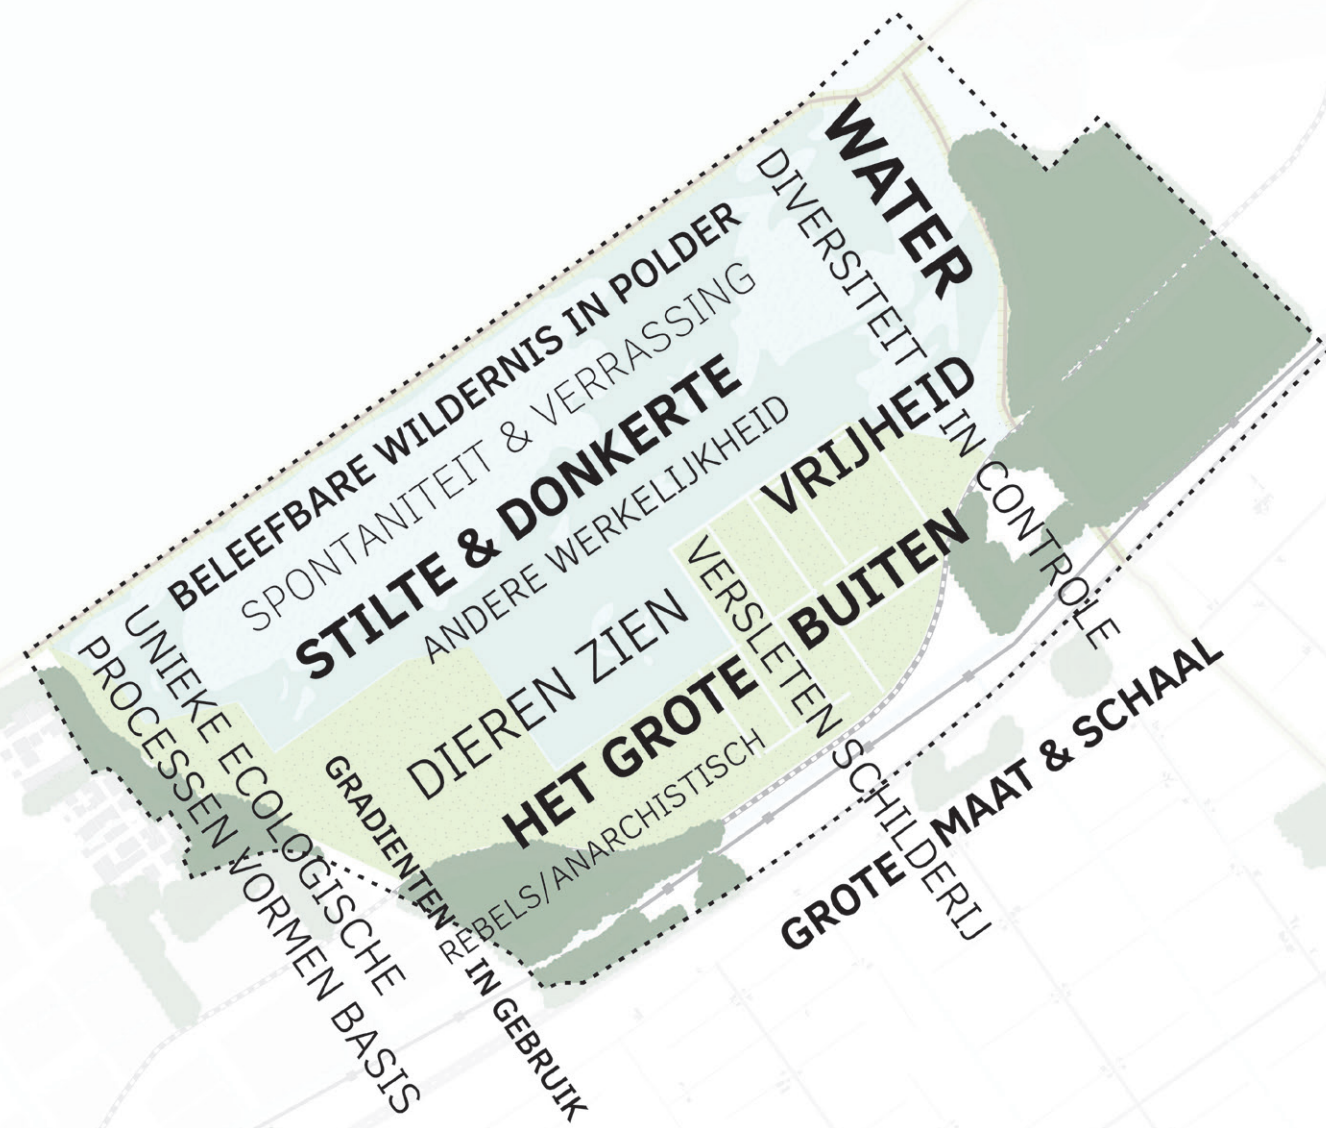 WATER
DIVERSITEIT IN CONTROLE
BELEEFBARE WILDERNIS IN POLDER
SPONTANITEIT & VERRASSING
STILTE & DONKERTE
ANDERE WERKELIJKHEID
VRIJHEID
DIEREN ZIEN
VERSLETEN SCHILDERIJ
HET GROTE BUITEN
REBELS/ANARCHISTISCH
UNIEKE ECOLOGISCHE
PROCESSEN VORMEN BASIS
GRADIENTEN IN GEBRUIK
GROTE MAAT & SCHAAL